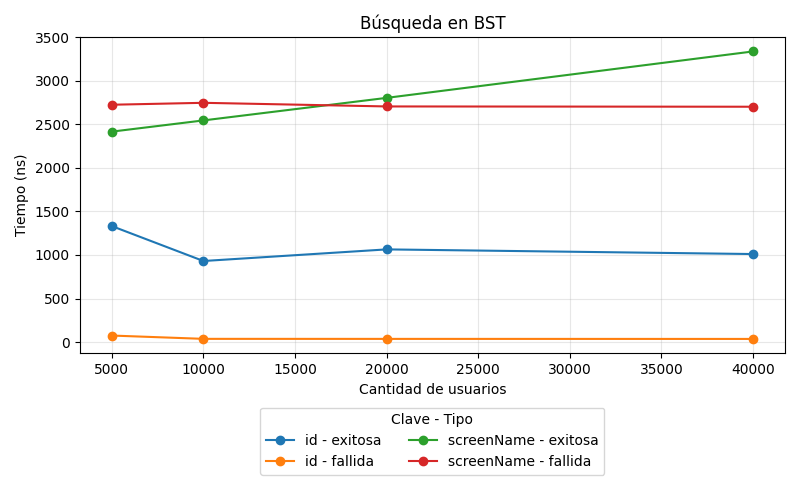 Búsqueda en BST
3500
3000
2500
2000
1500
1000
500
0
Tiempo (ns)
5000 10000 15000 20000 25000 30000 35000 40000
Cantidad de usuarios
Clave - Tipo
id - exitosa screenName - exitosa
id - fallida screenName - fallida